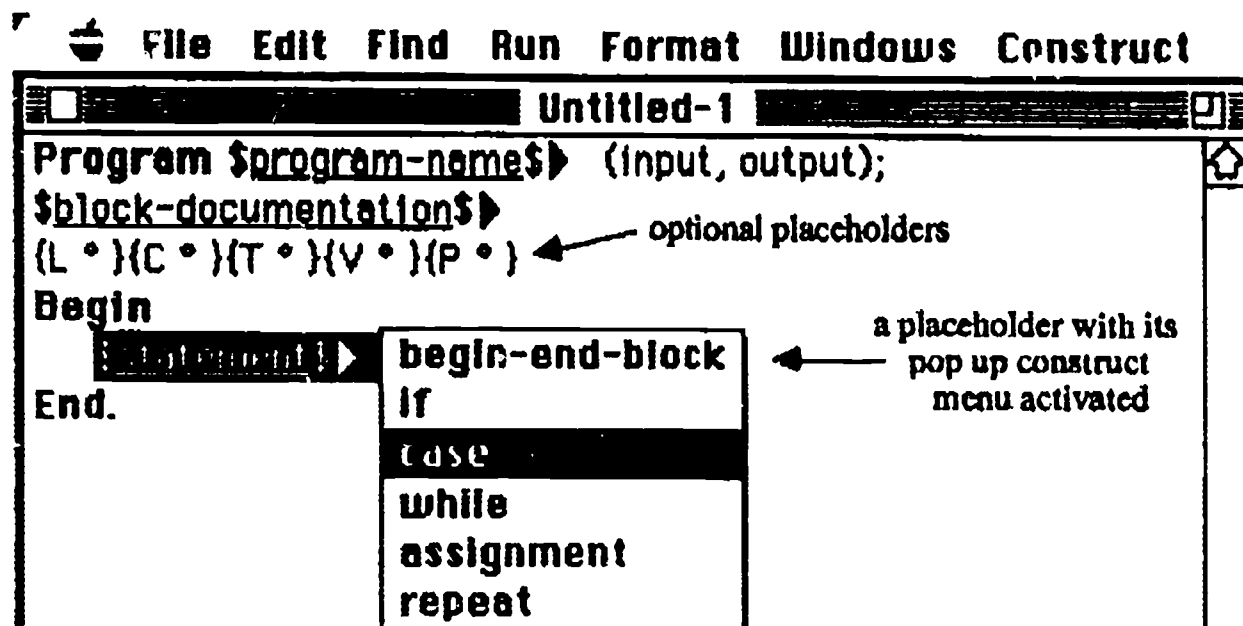 File Edit Find Run Format Windows Construct
Untitled-1
Program $program-name$ (input, output);
$block-documentation$
optional placeholders
{L * }{C * }{T * }{V * }{P * }
Begin
a placeholder with its
pop up construct
menu activated
$statement$
begin-end-block
if
End.
case
while
assignment
repeat